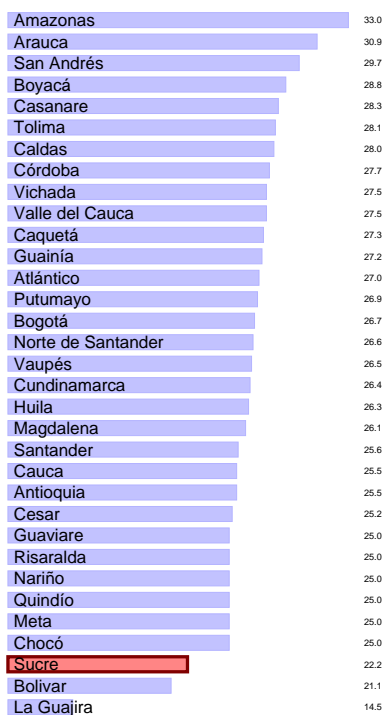 Amazonas 33.0
Arauca 30.9
San Andrés 29.7
Boyacá 28.8
Casanare 28.3
Tolima 28.1
Caldas 28.0
Córdoba 27.7
Vichada 27.5
Valle del Cauca 27.5
Caquetá 27.3
Guainía 27.2
Atlántico 27.0
Putumayo 26.9
Bogotá 26.7
Norte de Santander 26.6
Vaupés 26.5
Cundinamarca 26.4
Huila 26.3
Magdalena 26.1
Santander 25.6
Cauca 25.5
Antioquia 25.5
Cesar 25.2
Guaviare 25.0
Risaralda 25.0
Nariño 25.0
Quindío 25.0
Meta 25.0
Chocó 25.0
Sucre 22.2
Bolivar 21.1
La Guajira 14.5